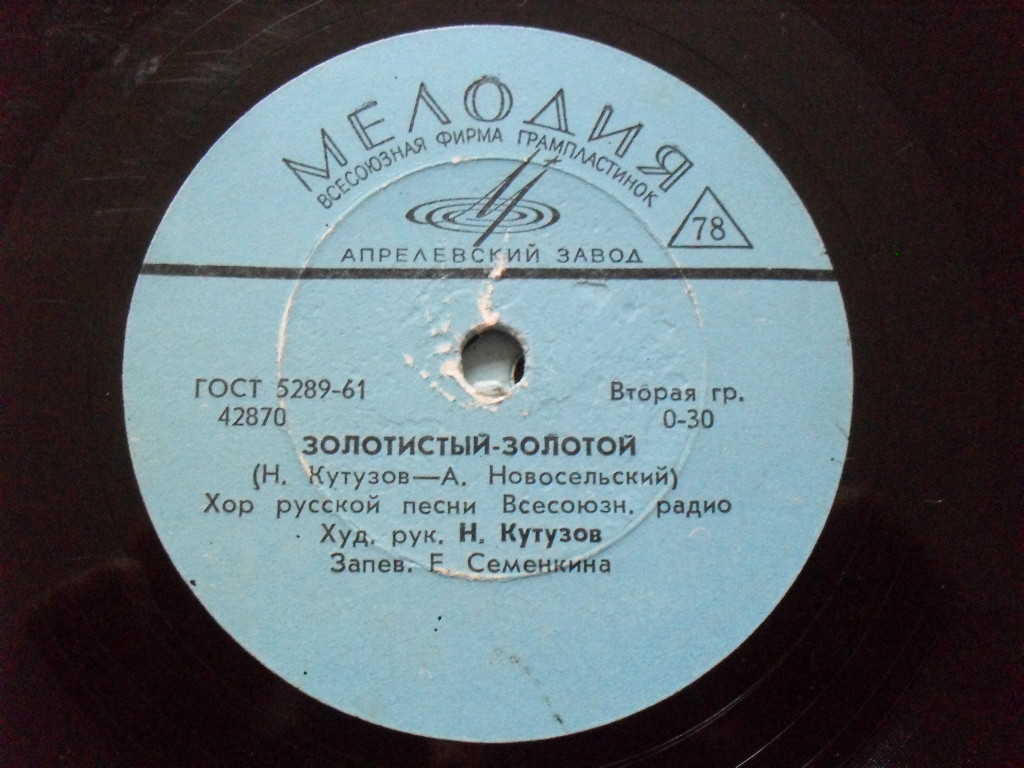 МЕЛОДИЯ
ВСЕСОЮЗНАЯ ФИРМА ГРАМПЛАСТИНОК
78
АПРЕЛЕВСКИЙ ЗАВОД
ГОСТ 5289-61 Вторая гр.
42870 0-30
ЗОЛОТИСТЫЙ-ЗОЛОТОЙ
(Н. Кутузов—А. Новосельский)
Хор русской песни Всесоюзн. радио
Худ. рук. Н. Кутузов
Запев. Е. Семенкина